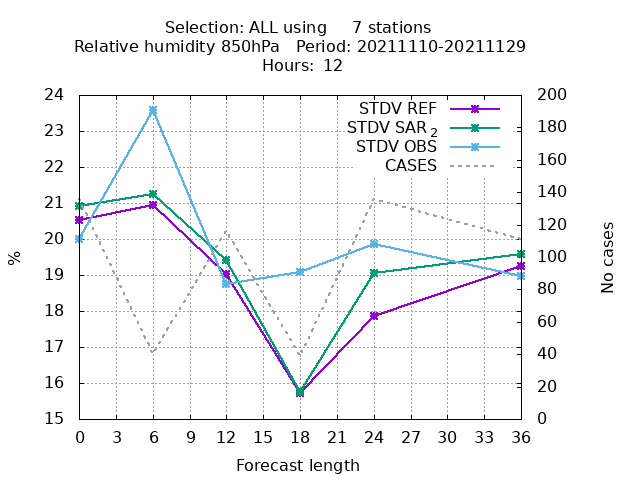 Selection: ALL using 7 stations
Relative humidity 850hPa Period: 20211110-20211129
Hours: 12
STDV REF
STDV SAR 2
STDV OBS
CASES
%
24
23
22
21
20
19
18
17
16
15
200
180
160
140
120
100
80
60
40
20
0
No cases
0 3 6 9 12 15 18 21 24 27 30 33 36
Forecast length